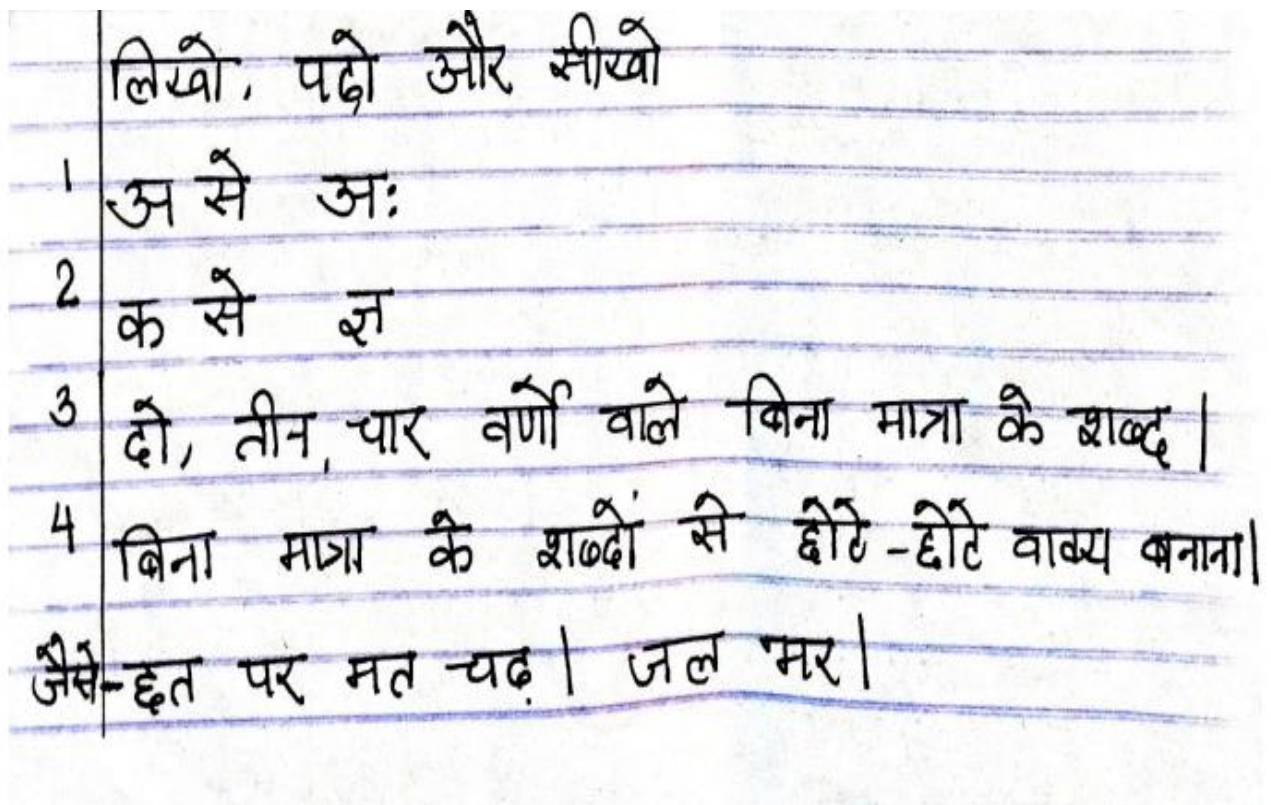 लिखो, पढो और सीखो
1 अ से अः
2 क से ज्ञ
3 दो, तीन, चार वर्णो वाले बिना मात्रा के शब्द।
4 बिना मात्रा के शब्दों से छोटे-छोटे वाक्य बनाना।
जैसे-छत पर मत चढ़। जल भर।